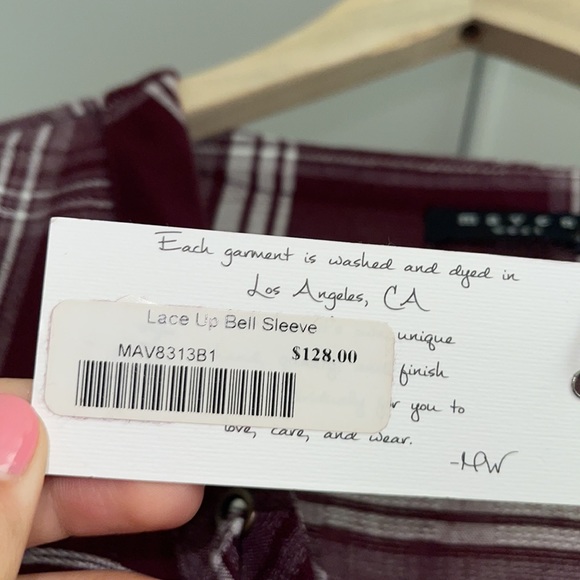 Each garment is washed and dyed in
Los Angeles, CA
unique
finish
you to
love, care, and wear.
-MW
Lace Up Bell Sleeve
MAV8313B1 $128.00